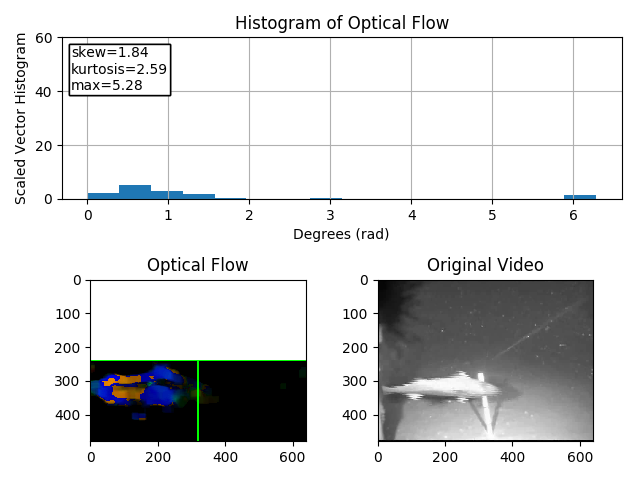 Histogram of Optical Flow
Scaled Vector Histogram
60
40
20
0
skew=1.84
kurtosis=2.59
max=5.28
0 1 2 3 4 5 6
Degrees (rad)
Optical Flow
0
100
200
300
400
0 200 400 600
Original Video
0
100
200
300
400
0 200 400 600